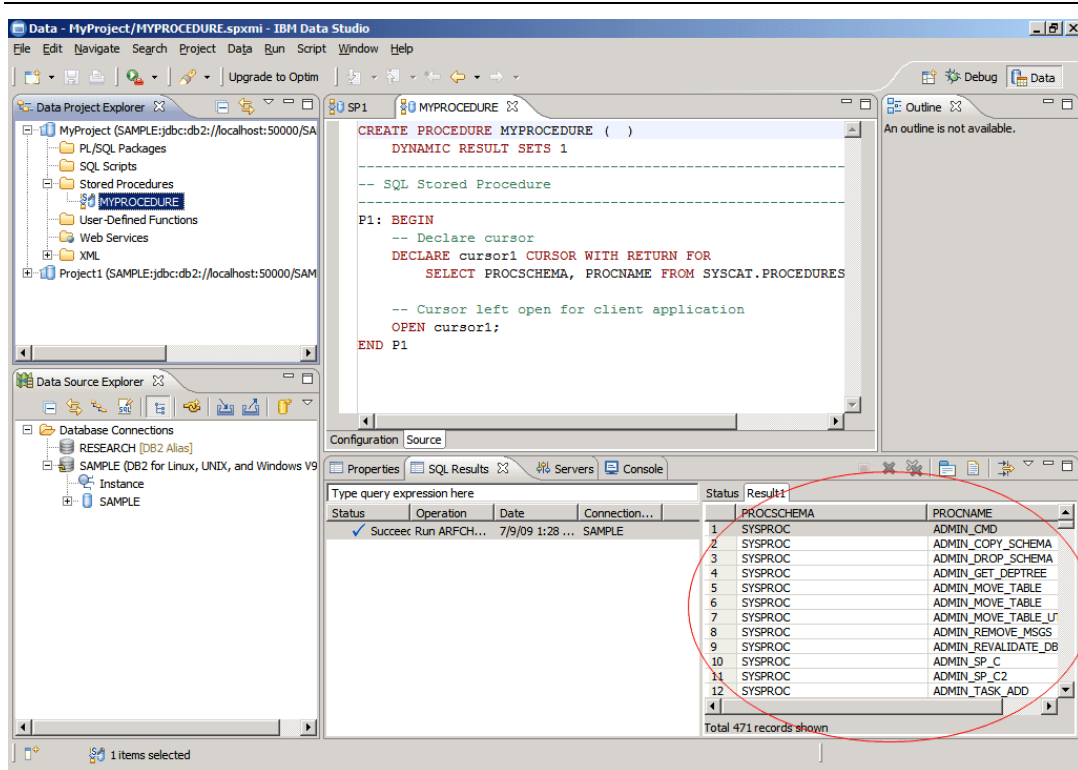 Data - MyProject/MYPROCEDURE.spxmi - IBM Data Studio
File Edit Navigate Search Project Data Run Script Window Help
Upgrade to Optim
Debug Data
Data Project Explorer
MyProject (SAMPLE:jdbc:db2://localhost:50000/SA
PL/SQL Packages
SQL Scripts
Stored Procedures
MYPROCEDURE
User-Defined Functions
Web Services
XML
Project1 (SAMPLE:jdbc:db2://localhost:50000/SAM
SP1 MYPROCEDURE
CREATE PROCEDURE MYPROCEDURE ( )
DYNAMIC RESULT SETS 1
------------------------------------------------------------------------
-- SQL Stored Procedure
------------------------------------------------------------------------
P1: BEGIN
-- Declare cursor
DECLARE cursor1 CURSOR WITH RETURN FOR
SELECT PROCSCHEMA, PROCNAME FROM SYSCAT.PROCEDURES
-- Cursor left open for client application
OPEN cursor1;
END P1
Configuration Source
Outline
An outline is not available.
Data Source Explorer
Database Connections
RESEARCH [DB2 Alias]
SAMPLE (DB2 for Linux, UNIX, and Windows V9
Instance
SAMPLE
Properties SQL Results Servers Console
Type query expression here
Status Operation Date Connection...
Succeec Run ARFCH... 7/9/09 1:28 ... SAMPLE
Status Result1
PROCSCHEMA PROCNAME
1 SYSPROC ADMIN_CMD
2 SYSPROC ADMIN_COPY_SCHEMA
3 SYSPROC ADMIN_DROP_SCHEMA
4 SYSPROC ADMIN_GET_DEPTREE
5 SYSPROC ADMIN_MOVE_TABLE
6 SYSPROC ADMIN_MOVE_TABLE
7 SYSPROC ADMIN_MOVE_TABLE_U
8 SYSPROC ADMIN_REMOVE_MSGS
9 SYSPROC ADMIN_REVALIDATE_DB
10 SYSPROC ADMIN_SP_C
11 SYSPROC ADMIN_SP_C2
12 SYSPROC ADMIN_TASK_ADD
Total 471 records shown
1 items selected